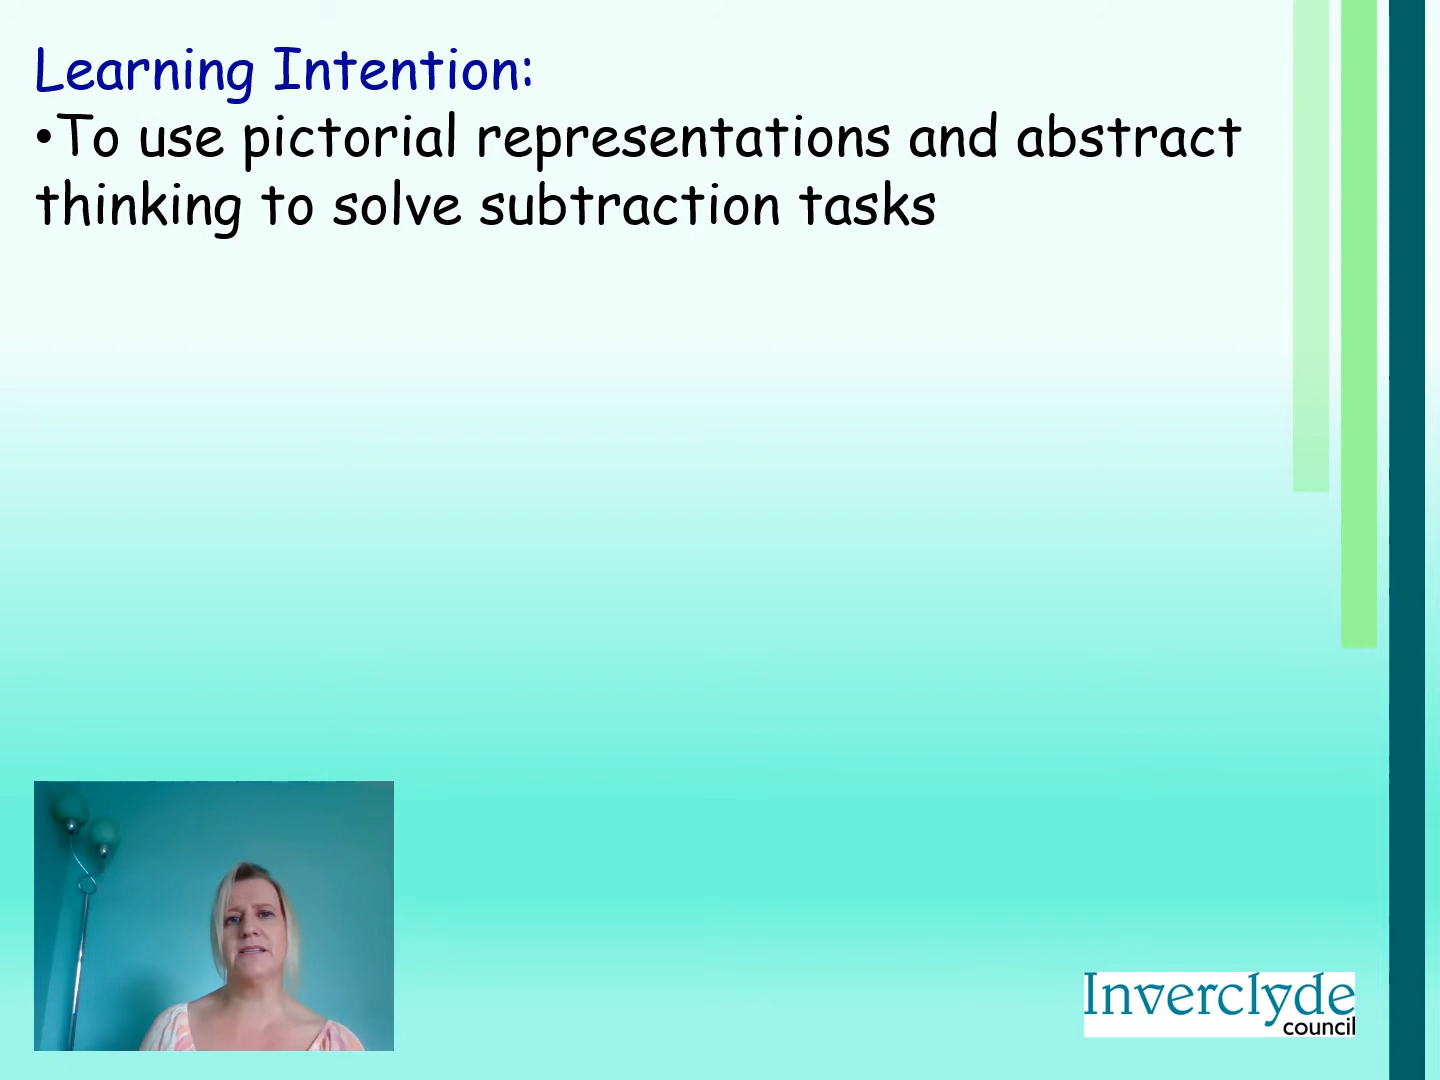 Learning Intention:
•To use pictorial representations and abstract
thinking to solve subtraction tasks
Inverclyde
council